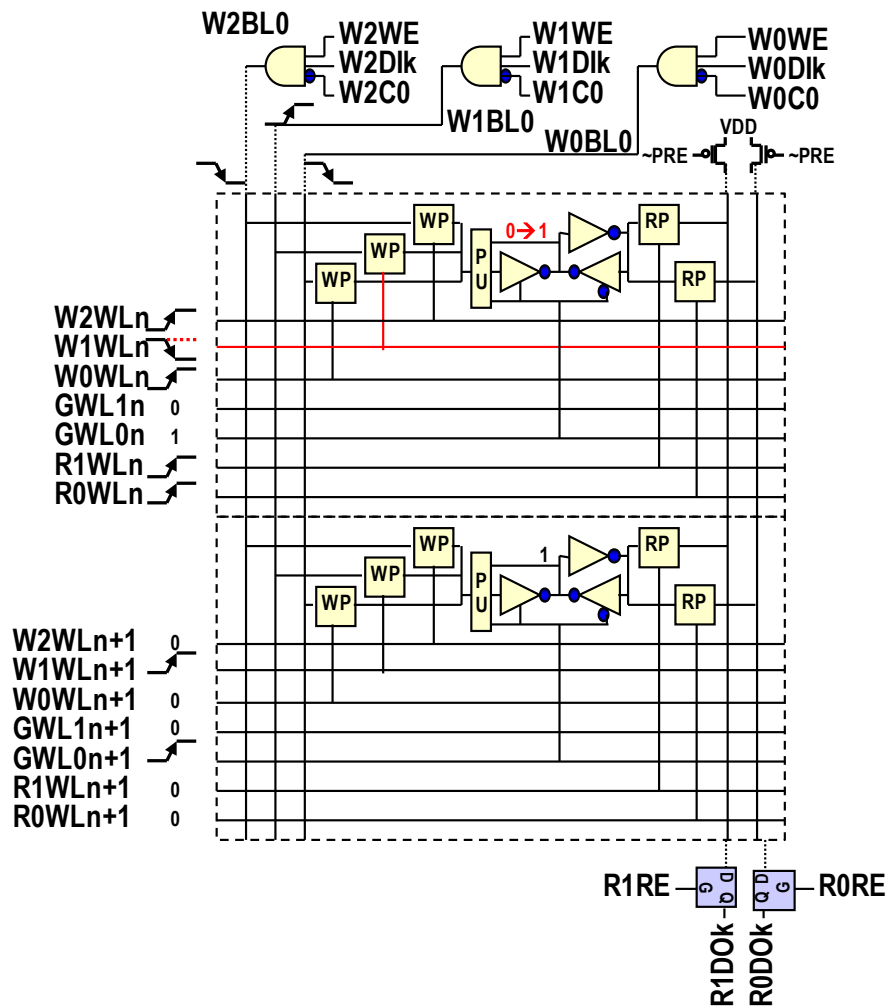 W2BL0
W2WE
W2DIk
W2C0
W1WE
W1DIk
W1C0
W0WE
W0DIk
W0C0
W1BL0
W0BL0
VDD
~PRE
~PRE
WP
WP
WP
PU
0→1
RP
RP
W2WLn
W1WLn
W0WLn
GWL1n 0
GWL0n 1
R1WLn
R0WLn
WP
WP
WP
PU
1
RP
RP
W2WLn+1 0
W1WLn+1
W0WLn+1 0
GWL1n+1 0
GWL0n+1
R1WLn+1 0
R0WLn+1 0
R1RE
G
D
Q
D
Q
G
R0RE
R1DOk
R0DOk